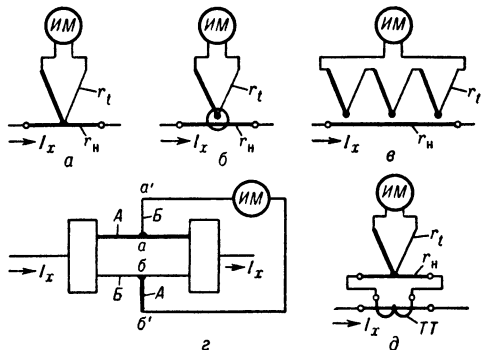 ИМ ИМ ИМ
r_t r_t r_t
r_н r_н r_н
I_x I_x I_x
а б в
а' ИМ ИМ
А Б
а r_t
I_x б I_x r_н
Б А
б' I_x ТТ
г д